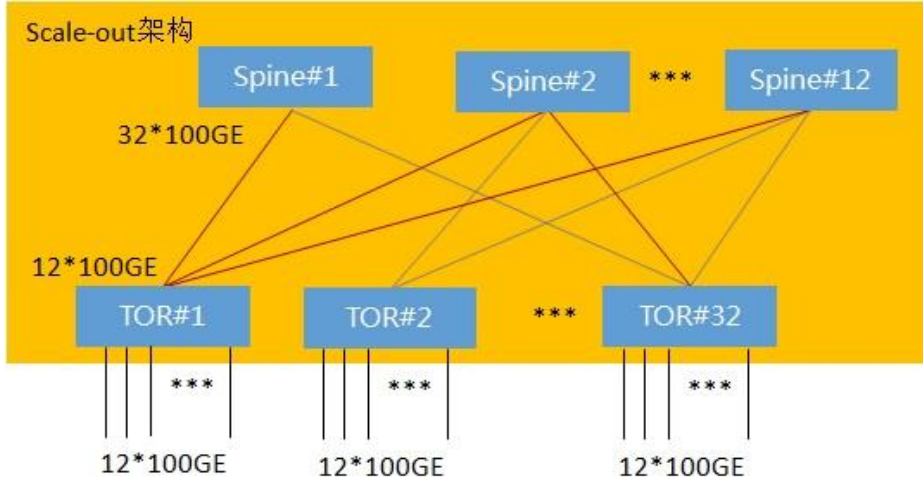 Scale-out架构
Spine#1
Spine#2
***
Spine#12
32*100GE
12*100GE
TOR#1
TOR#2
***
TOR#32
***
***
***
12*100GE
12*100GE
12*100GE